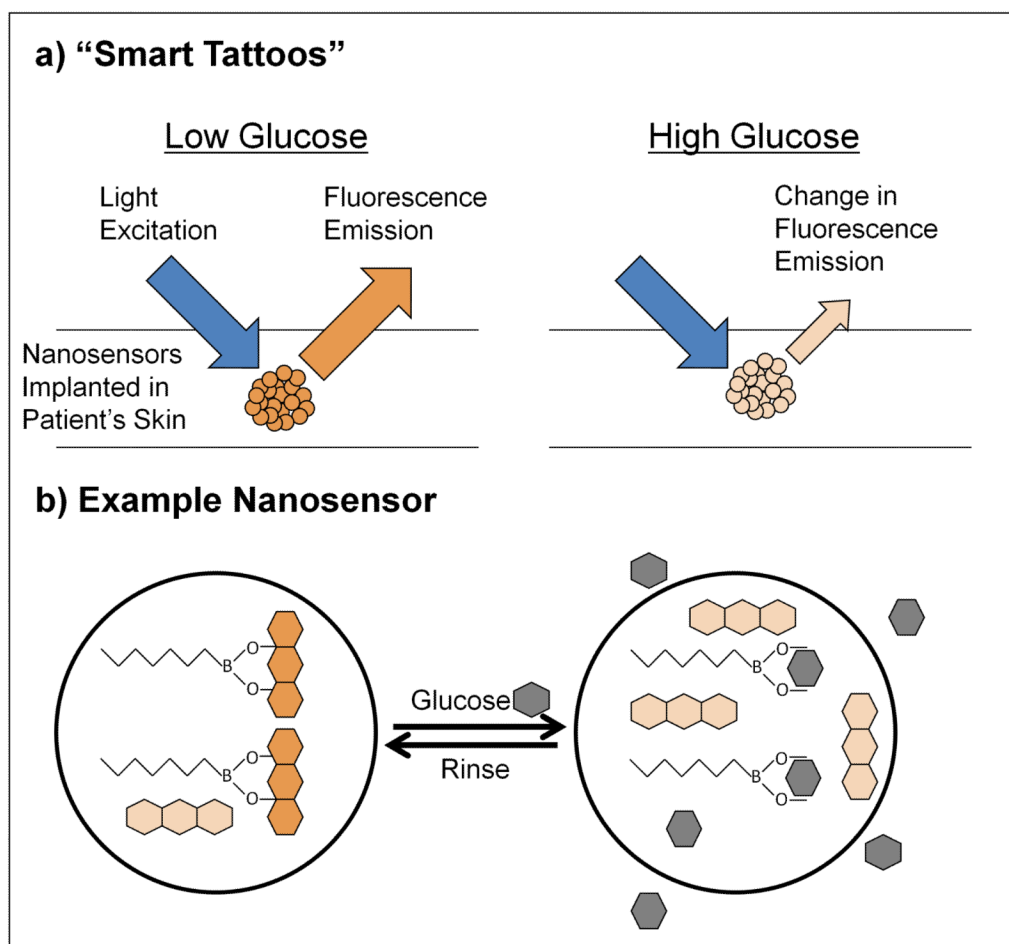 a) “Smart Tattoos”
Low Glucose
High Glucose
Light
Excitation
Fluorescence
Emission
Change in
Fluorescence
Emission
Nanosensors
Implanted in
Patient’s Skin
b) Example Nanosensor
O
B
O
O
B
O
Glucose
Rinse
O
B
O
O
B
O